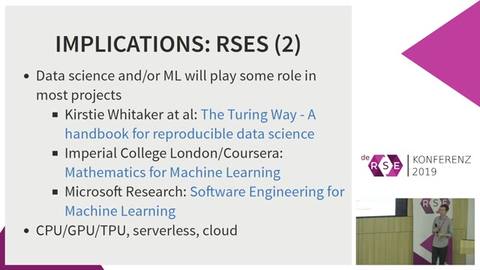 IMPLICATIONS: RSES (2)
• Data science and/or ML will play some role in
most projects
▪ Kirstie Whitaker at al: The Turing Way - A
handbook for reproducible data science
▪ Imperial College London/Coursera:
Mathematics for Machine Learning
▪ Microsoft Research: Software Engineering for
Machine Learning
• CPU/GPU/TPU, serverless, cloud
de
RSE
KONFERENZ
2019
RSE